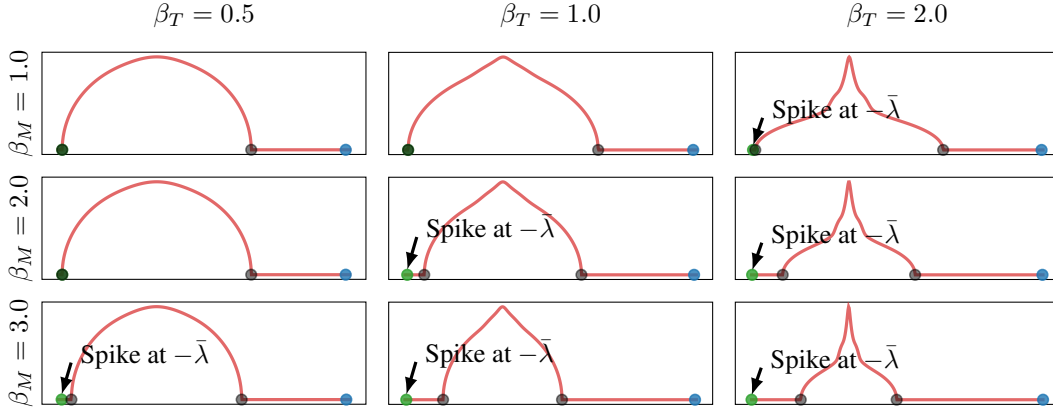 β_T = 0.5
β_T = 1.0
β_T = 2.0
β_M = 1.0
Spike at −λ̄
β_M = 2.0
Spike at −λ̄
Spike at −λ̄
β_M = 3.0
Spike at −λ̄
Spike at −λ̄
Spike at −λ̄